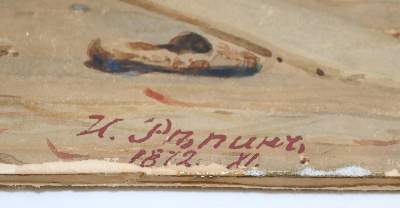 И. Рѣпинъ,
1872. XI.